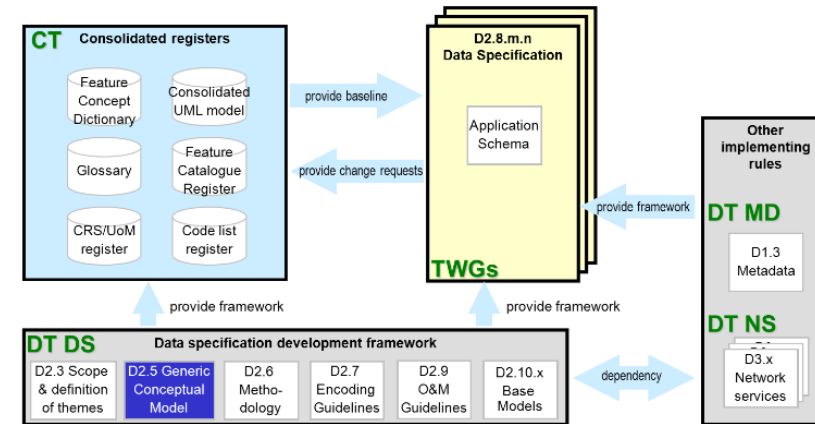 CT Consolidated registers
Feature
Concept
Dictionary
Consolidated
UML model
Glossary
Feature
Catalogue
Register
CRS/UoM
register
Code list
register
provide baseline
provide change requests
D2.8.m.n
Data Specification
Application
Schema
TWGs
provide framework
Other
implementing
rules
DT MD
D1.3
Metadata
DT NS
D3.x
Network
services
provide framework
provide framework
DT DS Data specification development framework
D2.3 Scope
& definition
of themes
D2.5 Generic
Conceptual
Model
D2.6
Metho-
dology
D2.7
Encoding
Guidelines
D2.9
O&M
Guidelines
D2.10.x
Base
Models
dependency